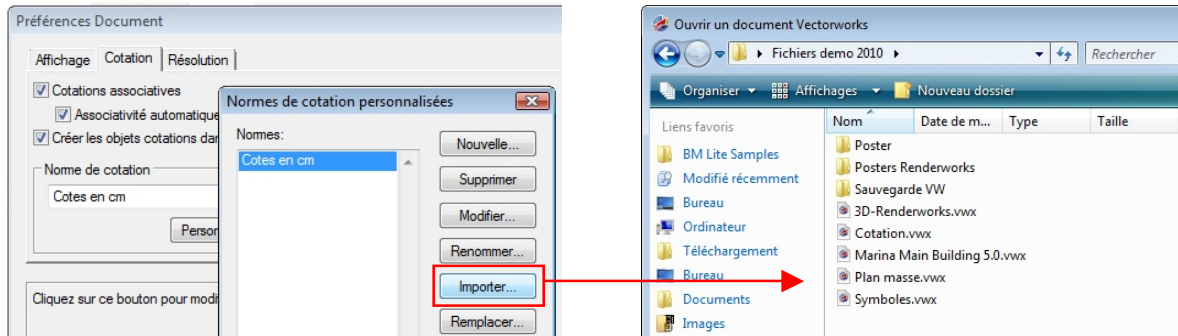 Préférences Document
Affichage Cotation Résolution
Cotations associatives
Associativité automatique
Créer les objets cotations dan
Norme de cotation
Cotes en cm
Person
Cliquez sur ce bouton pour modif
Normes de cotation personnalisées
Normes:
Cotes en cm
Nouvelle...
Supprimer
Modifier...
Renommer...
Importer...
Remplacer...
Ouvrir un document Vectorworks
Fichiers demo 2010
Rechercher
Organiser Affichages Nouveau dossier
Liens favoris
BM Lite Samples
Modifié récemment
Bureau
Ordinateur
Téléchargement
Bureau
Documents
Images
Nom Date de m... Type Taille
Poster
Posters Renderworks
Sauvegarde VW
3D-Renderworks.vwx
Cotation.vwx
Marina Main Building 5.0.vwx
Plan masse.vwx
Symboles.vwx